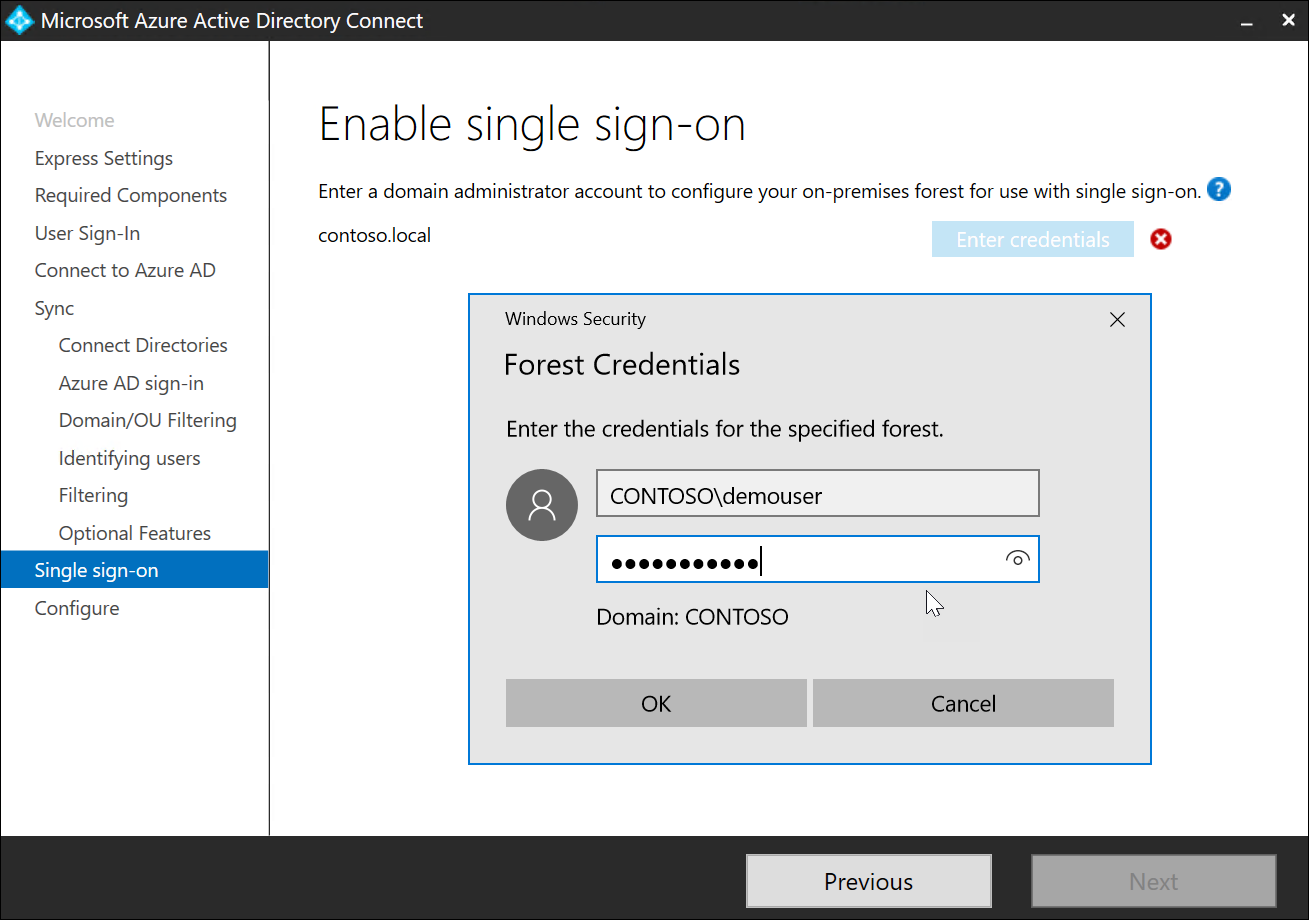 Microsoft Azure Active Directory Connect
Welcome
Express Settings
Required Components
User Sign-In
Connect to Azure AD
Sync
Connect Directories
Azure AD sign-in
Domain/OU Filtering
Identifying users
Filtering
Optional Features
Single sign-on
Configure
Enable single sign-on
Enter a domain administrator account to configure your on-premises forest for use with single sign-on. ?
contoso.local
Enter credentials
Windows Security
Forest Credentials
Enter the credentials for the specified forest.
CONTOSO\demouser
●●●●●●●●●●●
Domain: CONTOSO
OK
Cancel
Previous
Next